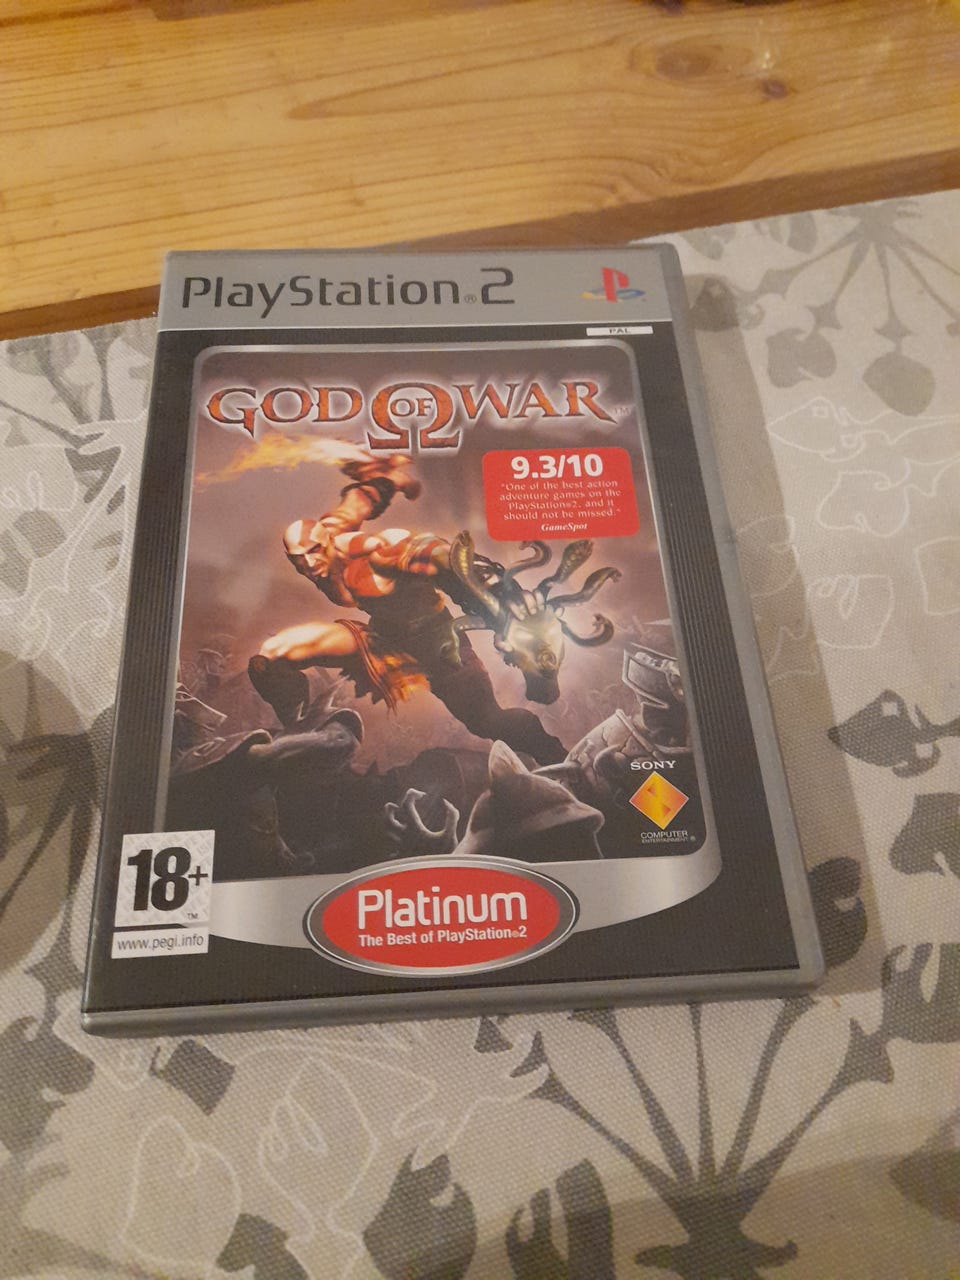 PlayStation®2
PAL
GOD OF WAR™
9.3/10
"One of the best action
adventure games on the
PlayStation®2, and it
should not be missed."
GameSpot
SONY
COMPUTER
ENTERTAINMENT®
18+
™
www.pegi.info
Platinum
The Best of PlayStation®2